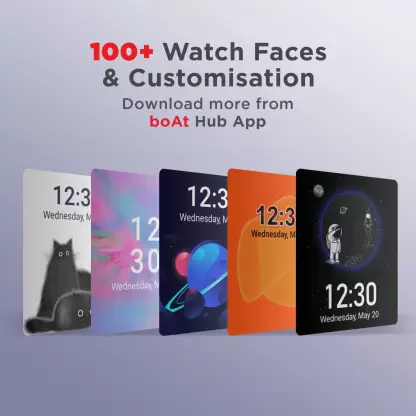 100+ Watch Faces
& Customisation
Download more from
boAt Hub App
12:3
Wednesday, M
12
30
Wednesday, M
12:3
Wednesday, M
12:3
Wednesday, M
12:30
Wednesday, May 20